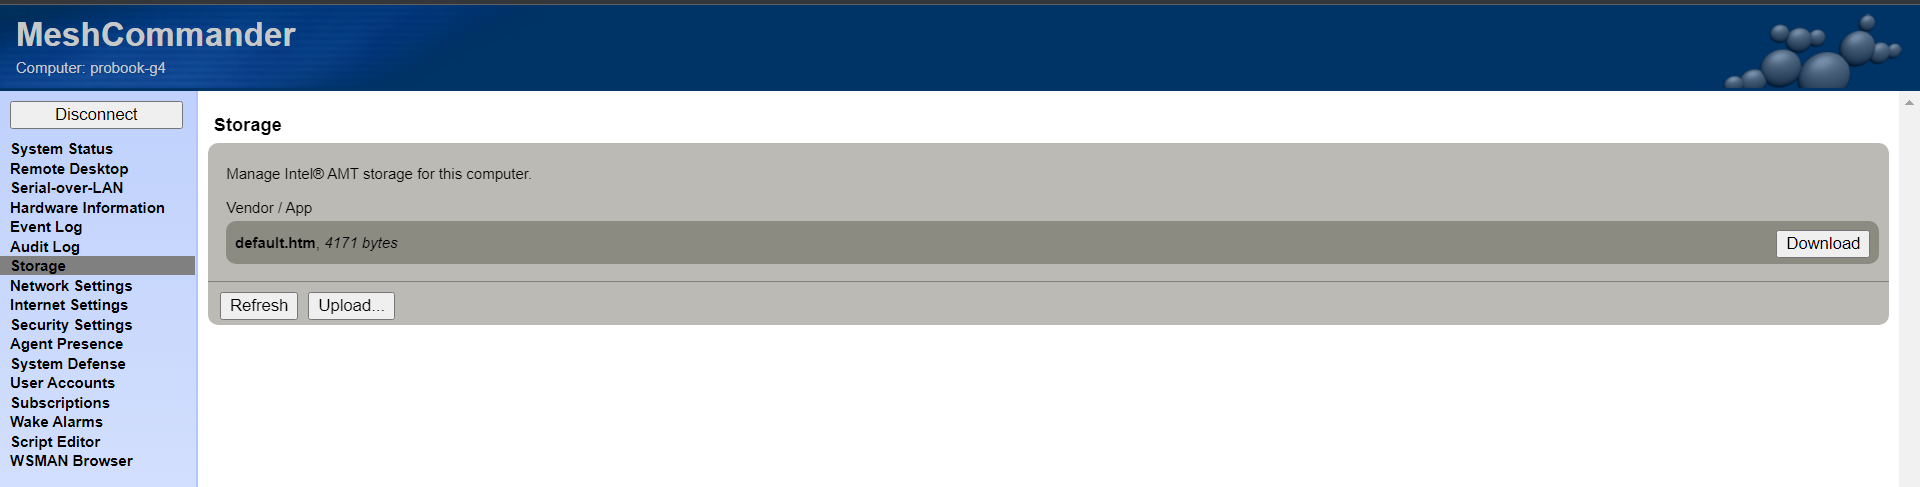 MeshCommander
Computer: probook-g4
Disconnect
System Status
Remote Desktop
Serial-over-LAN
Hardware Information
Event Log
Audit Log
Storage
Network Settings
Internet Settings
Security Settings
Agent Presence
System Defense
User Accounts
Subscriptions
Wake Alarms
Script Editor
WSMAN Browser
Storage
Manage Intel® AMT storage for this computer.
Vendor / App
default.htm, 4171 bytes Download
Refresh Upload...